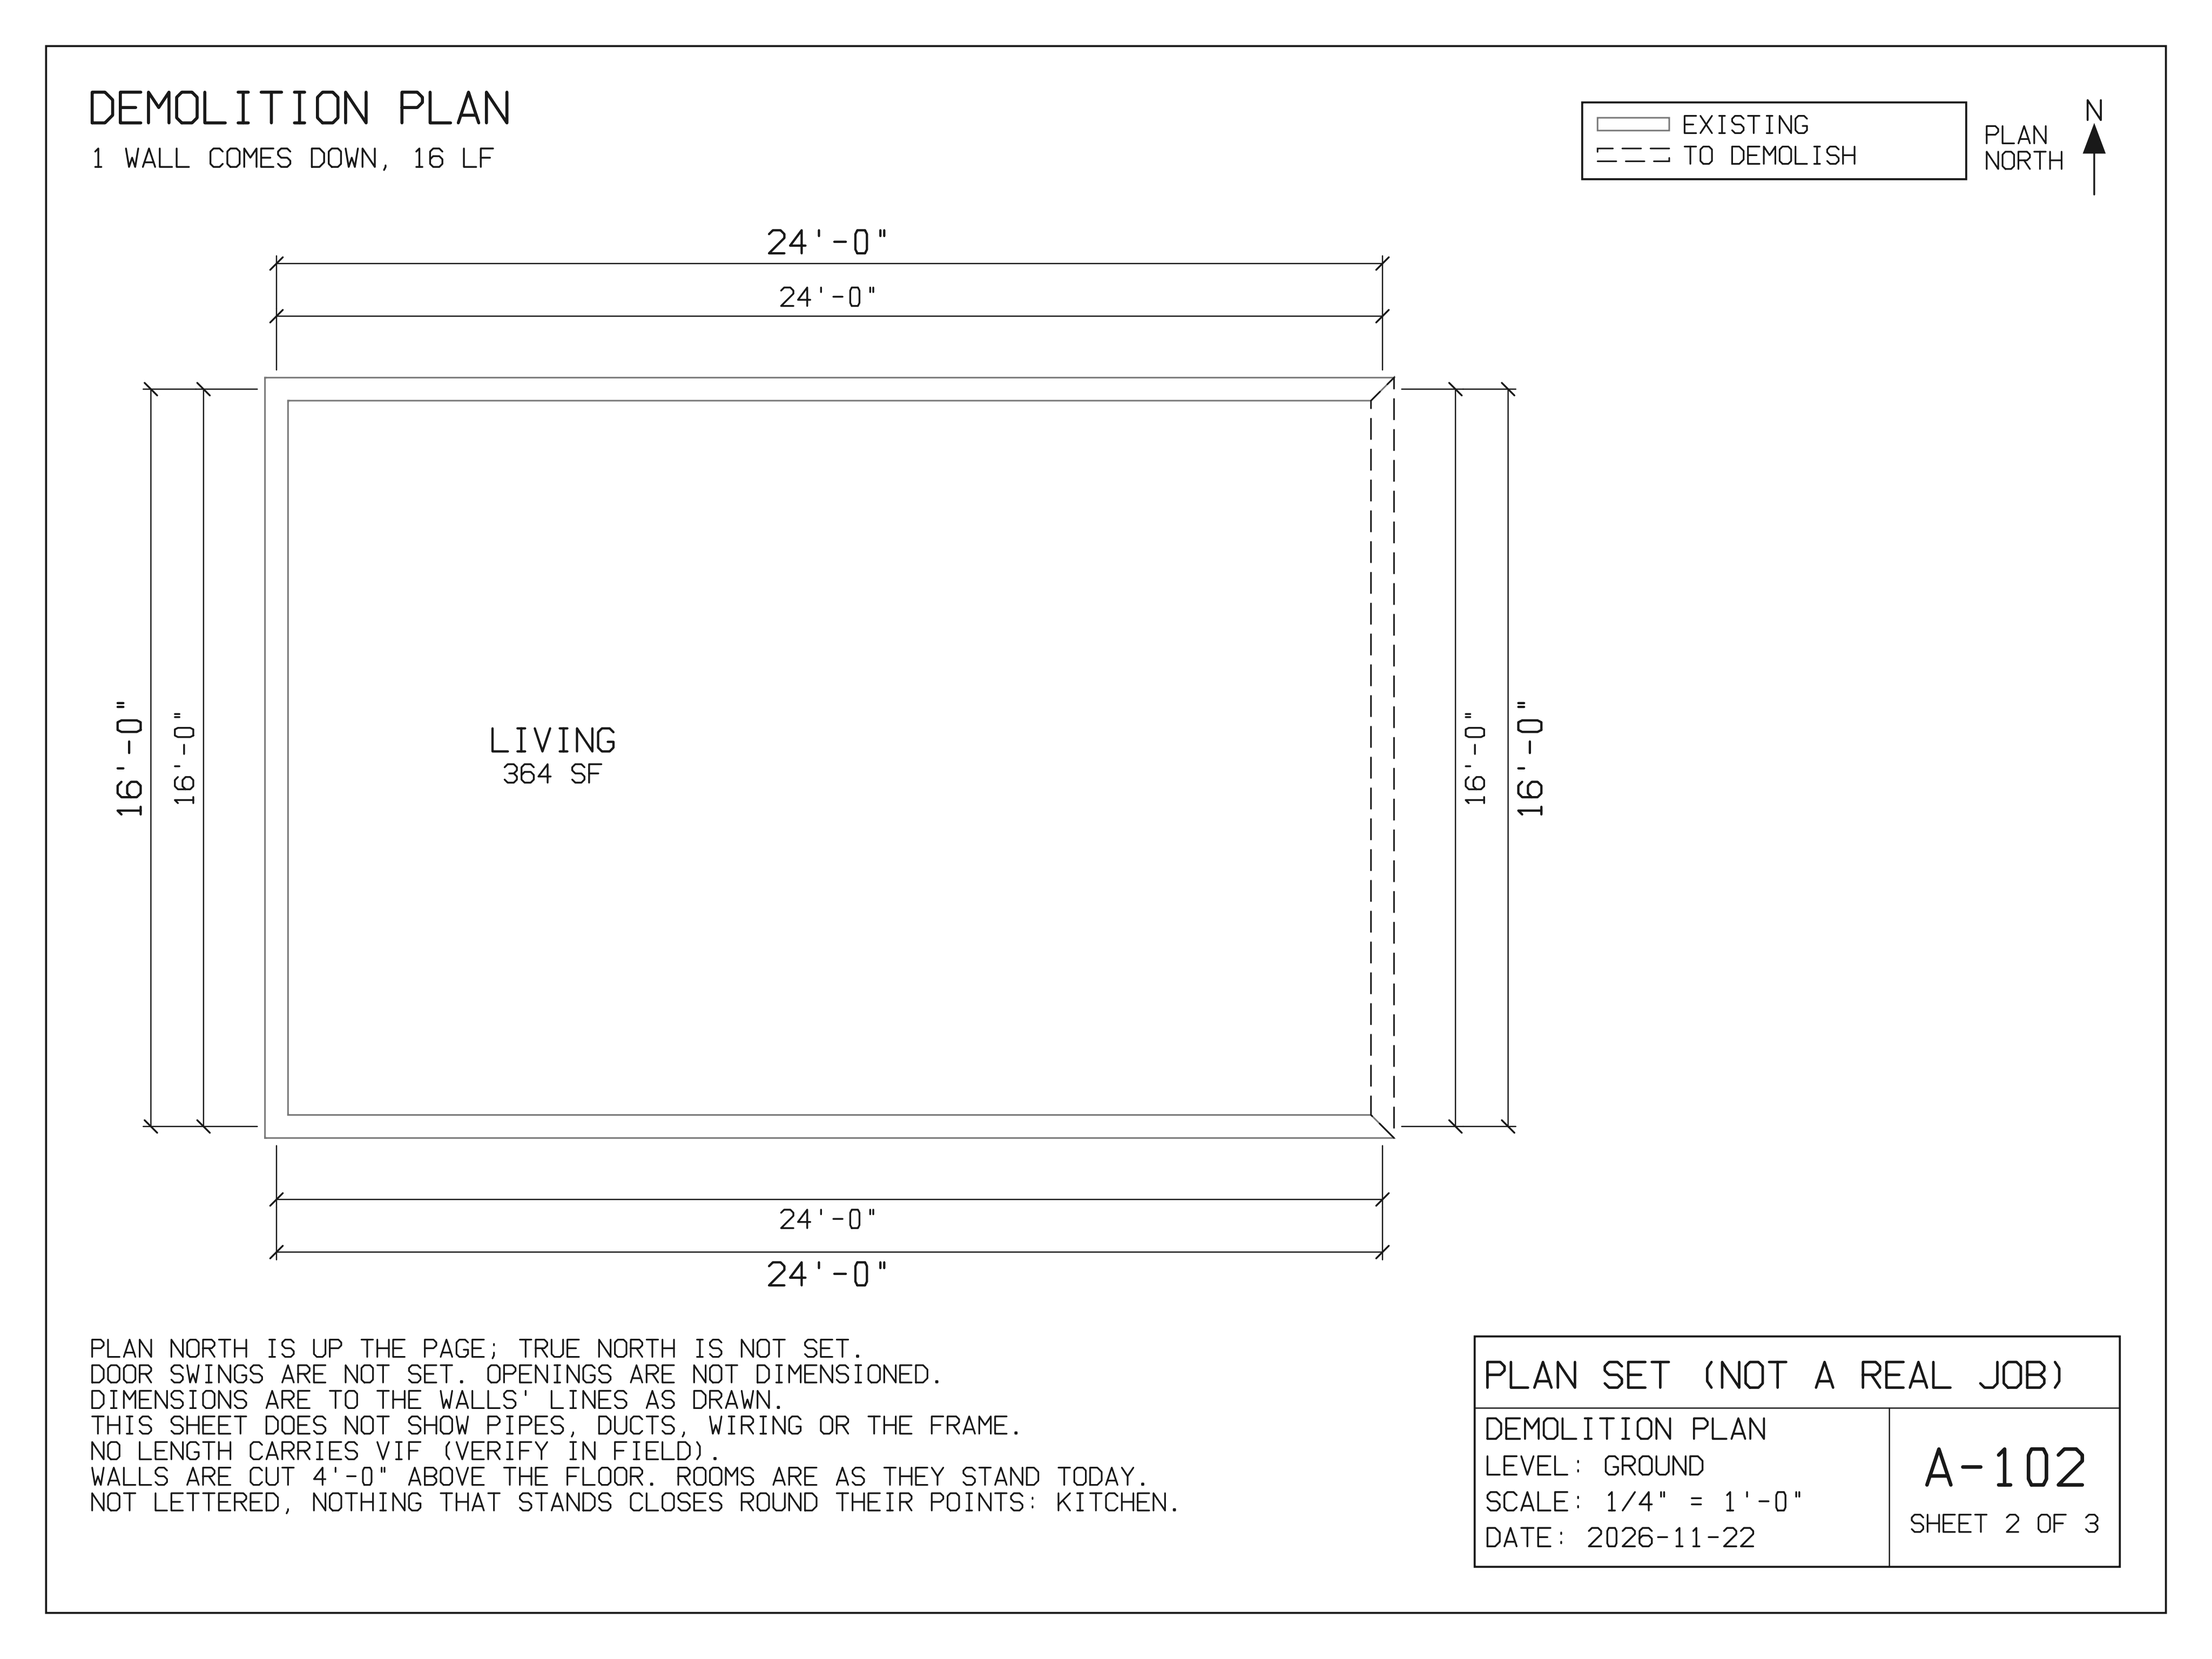 DEMOLITION PLAN
1 WALL COMES DOWN, 16 LF
EXISTING
TO DEMOLISH
PLAN
NORTH
N
24'-0"
24'-0"
16'-0"
16'-0"
LIVING
364 SF
16'-0"
16'-0"
24'-0"
24'-0"
PLAN NORTH IS UP THE PAGE; TRUE NORTH IS NOT SET.
DOOR SWINGS ARE NOT SET. OPENINGS ARE NOT DIMENSIONED.
DIMENSIONS ARE TO THE WALLS' LINES AS DRAWN.
THIS SHEET DOES NOT SHOW PIPES, DUCTS, WIRING OR THE FRAME.
NO LENGTH CARRIES VIF (VERIFY IN FIELD).
WALLS ARE CUT 4'-0" ABOVE THE FLOOR. ROOMS ARE AS THEY STAND TODAY.
NOT LETTERED, NOTHING THAT STANDS CLOSES ROUND THEIR POINTS: KITCHEN.
PLAN SET (NOT A REAL JOB)
DEMOLITION PLAN
LEVEL: GROUND
SCALE: 1/4" = 1'-0"
DATE: 2026-11-22
A-102
SHEET 2 OF 3